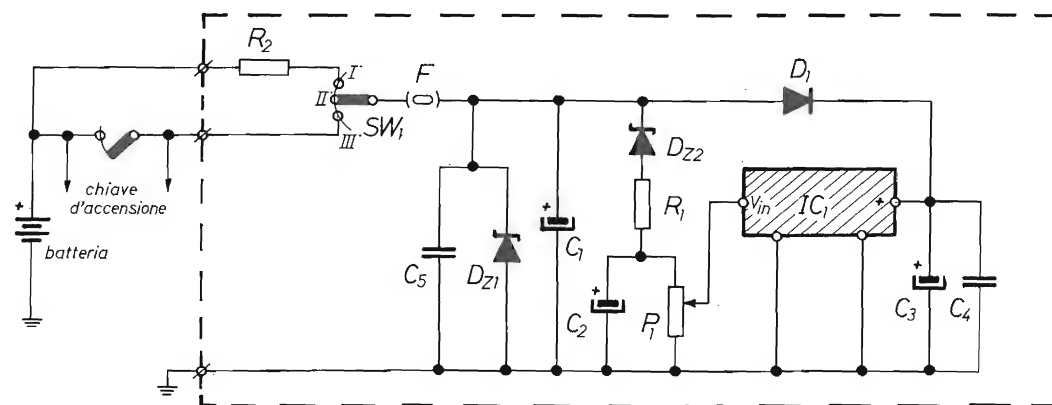 R2
I
II
III
SW1
F
D1
DZ2
R1
Vin
IC1
+
chiave
d'accensione
+
batteria
C5
DZ1
+
C1
+
C2
P1
+
C3
C4